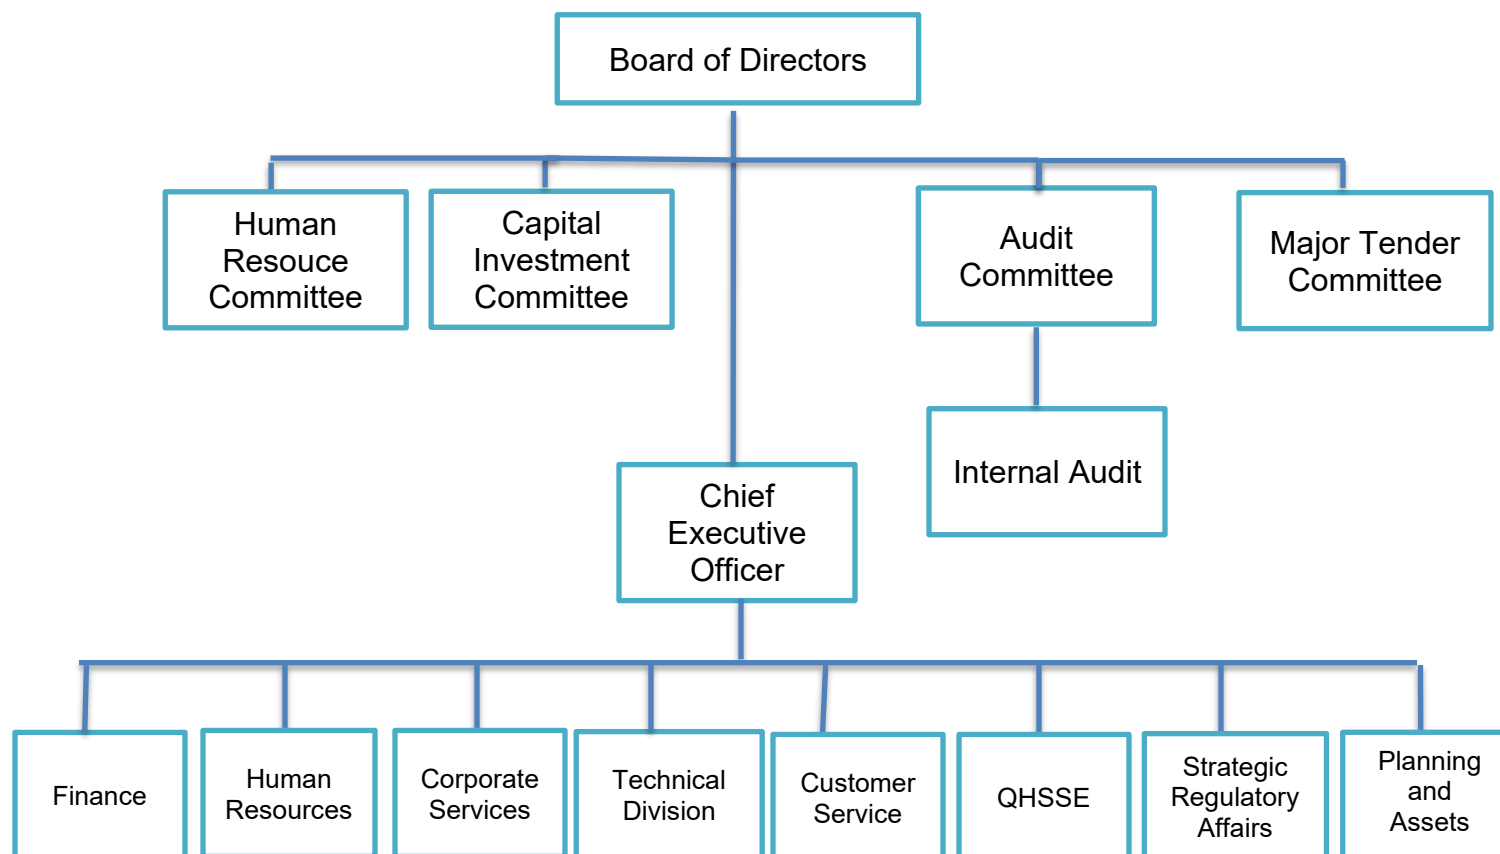 Board of Directors
Human
Resouce
Committee
Capital
Investment
Committee
Audit
Committee
Major Tender
Committee
Internal Audit
Chief
Executive
Officer
Finance
Human
Resources
Corporate
Services
Technical
Division
Customer
Service
QHSSE
Strategic
Regulatory
Affairs
Planning
and
Assets